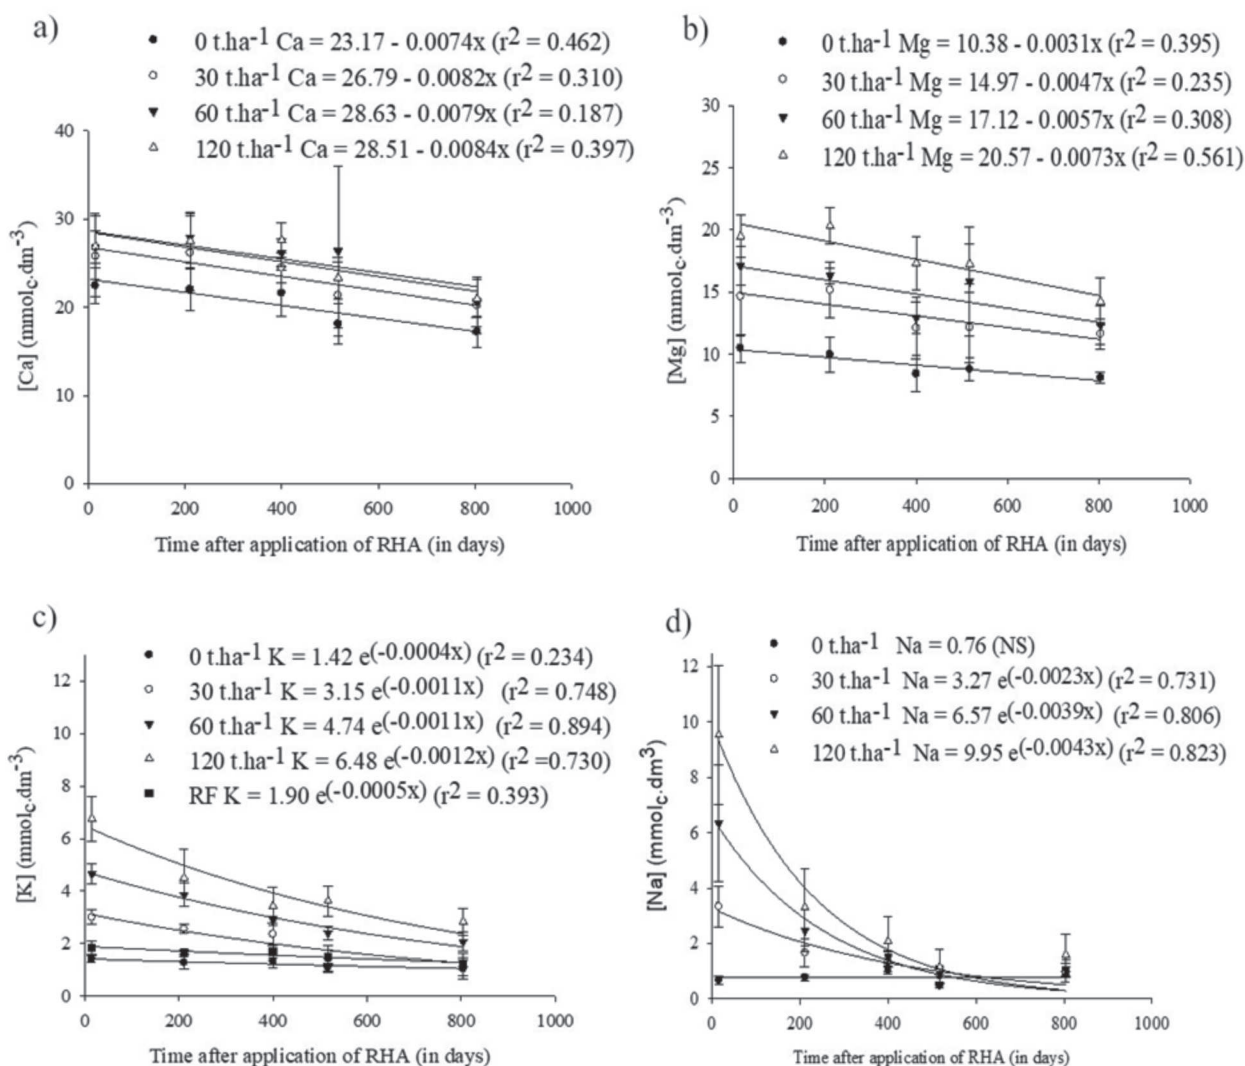 a)
0 t.ha-1 Ca = 23.17 - 0.0074x (r2 = 0.462)
30 t.ha-1 Ca = 26.79 - 0.0082x (r2 = 0.310)
60 t.ha-1 Ca = 28.63 - 0.0079x (r2 = 0.187)
120 t.ha-1 Ca = 28.51 - 0.0084x (r2 = 0.397)
40
30
20
10
0
[Ca] (mmolc.dm-3)
0 200 400 600 800 1000
Time after application of RHA (in days)
b)
0 t.ha-1 Mg = 10.38 - 0.0031x (r2 = 0.395)
30 t.ha-1 Mg = 14.97 - 0.0047x (r2 = 0.235)
60 t.ha-1 Mg = 17.12 - 0.0057x (r2 = 0.308)
120 t.ha-1 Mg = 20.57 - 0.0073x (r2 = 0.561)
30
25
20
15
10
5
0
[Mg] (mmolc.dm-3)
0 200 400 600 800 1000
Time after application of RHA (in days)
c)
0 t.ha-1 K = 1.42 e(-0.0004x) (r2 = 0.234)
30 t.ha-1 K = 3.15 e(-0.0011x) (r2 = 0.748)
60 t.ha-1 K = 4.74 e(-0.0011x) (r2 = 0.894)
120 t.ha-1 K = 6.48 e(-0.0012x) (r2 =0.730)
RF K = 1.90 e(-0.0005x) (r2 = 0.393)
12
10
8
6
4
2
0
[K] (mmolc.dm-3)
0 200 400 600 800 1000
Time after application of RHA (in days)
d)
0 t.ha-1 Na = 0.76 (NS)
30 t.ha-1 Na = 3.27 e(-0.0023x) (r2 = 0.731)
60 t.ha-1 Na = 6.57 e(-0.0039x) (r2 = 0.806)
120 t.ha-1 Na = 9.95 e(-0.0043x) (r2 = 0.823)
12
10
8
6
4
2
0
[Na] (mmolc.dm3)
0 200 400 600 800 1000
Time after application of RHA (in days)